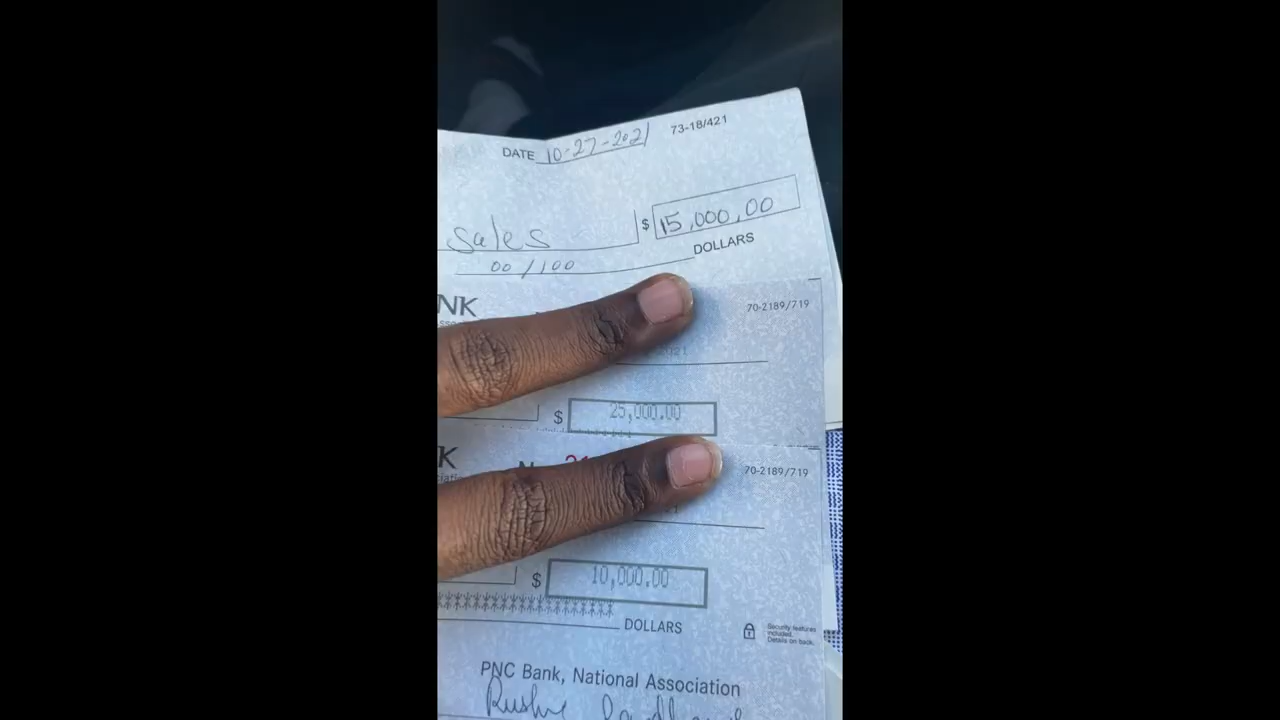 DATE 10-27-2021 73-18/421
Sales $ 15,000.00
DOLLARS
00/100
NK 70-2189/719
2021
$ 25,000.00
K 70-2189/719
$ 10,000.00
DOLLARS
Security features
included.
Details on back.
PNC Bank, National Association